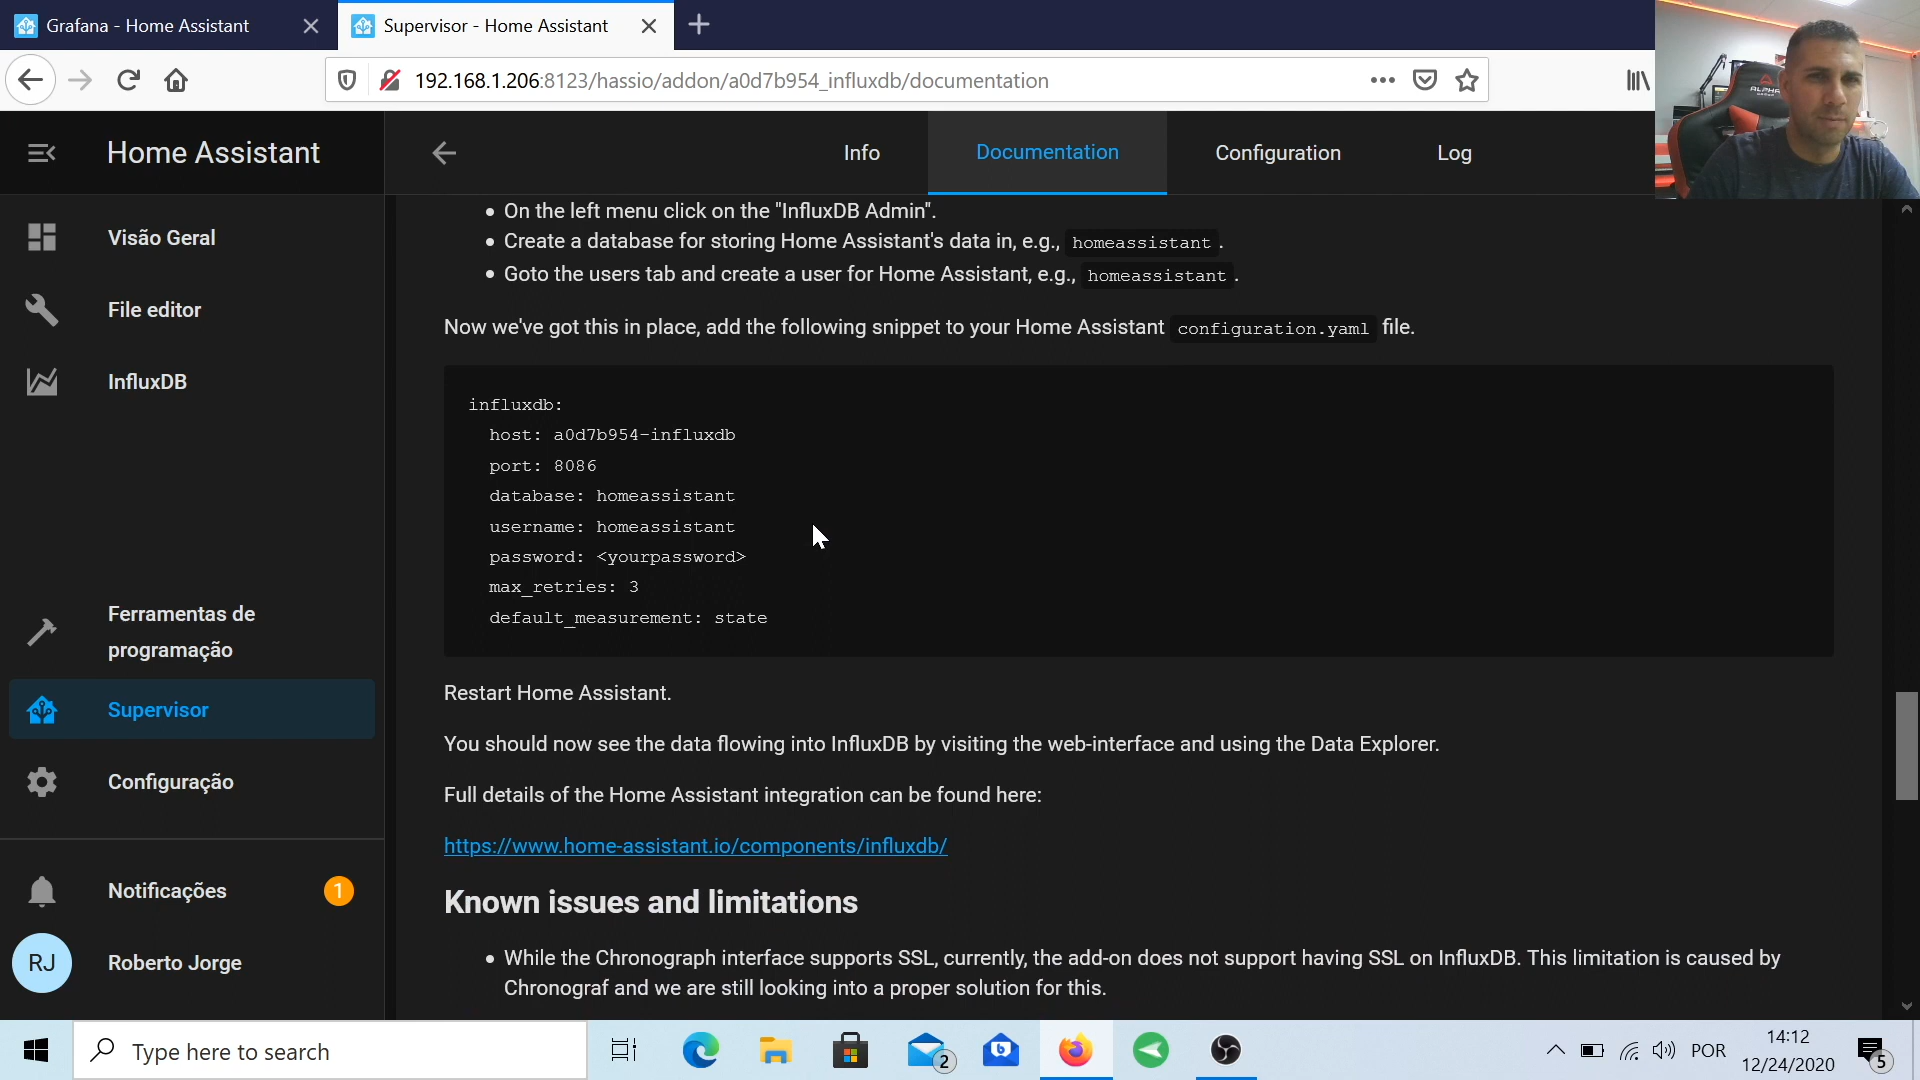 Grafana - Home Assistant
Supervisor - Home Assistant
192.168.1.206:8123/hassio/addon/a0d7b954_influxdb/documentation
Home Assistant
Info
Documentation
Configuration
Log
Visão Geral
File editor
InfluxDB
Ferramentas de
programação
Supervisor
Configuração
Notificações
1
RJ
Roberto Jorge
• On the left menu click on the "InfluxDB Admin".
• Create a database for storing Home Assistant's data in, e.g., homeassistant .
• Goto the users tab and create a user for Home Assistant, e.g., homeassistant .
Now we've got this in place, add the following snippet to your Home Assistant configuration.yaml file.
influxdb:
host: a0d7b954-influxdb
port: 8086
database: homeassistant
username: homeassistant
password: <yourpassword>
max_retries: 3
default_measurement: state
Restart Home Assistant.
You should now see the data flowing into InfluxDB by visiting the web-interface and using the Data Explorer.
Full details of the Home Assistant integration can be found here:
https://www.home-assistant.io/components/influxdb/
Known issues and limitations
• While the Chronograph interface supports SSL, currently, the add-on does not support having SSL on InfluxDB. This limitation is caused by
Chronograf and we are still looking into a proper solution for this.
Type here to search
2
POR
14:12
12/24/2020
5